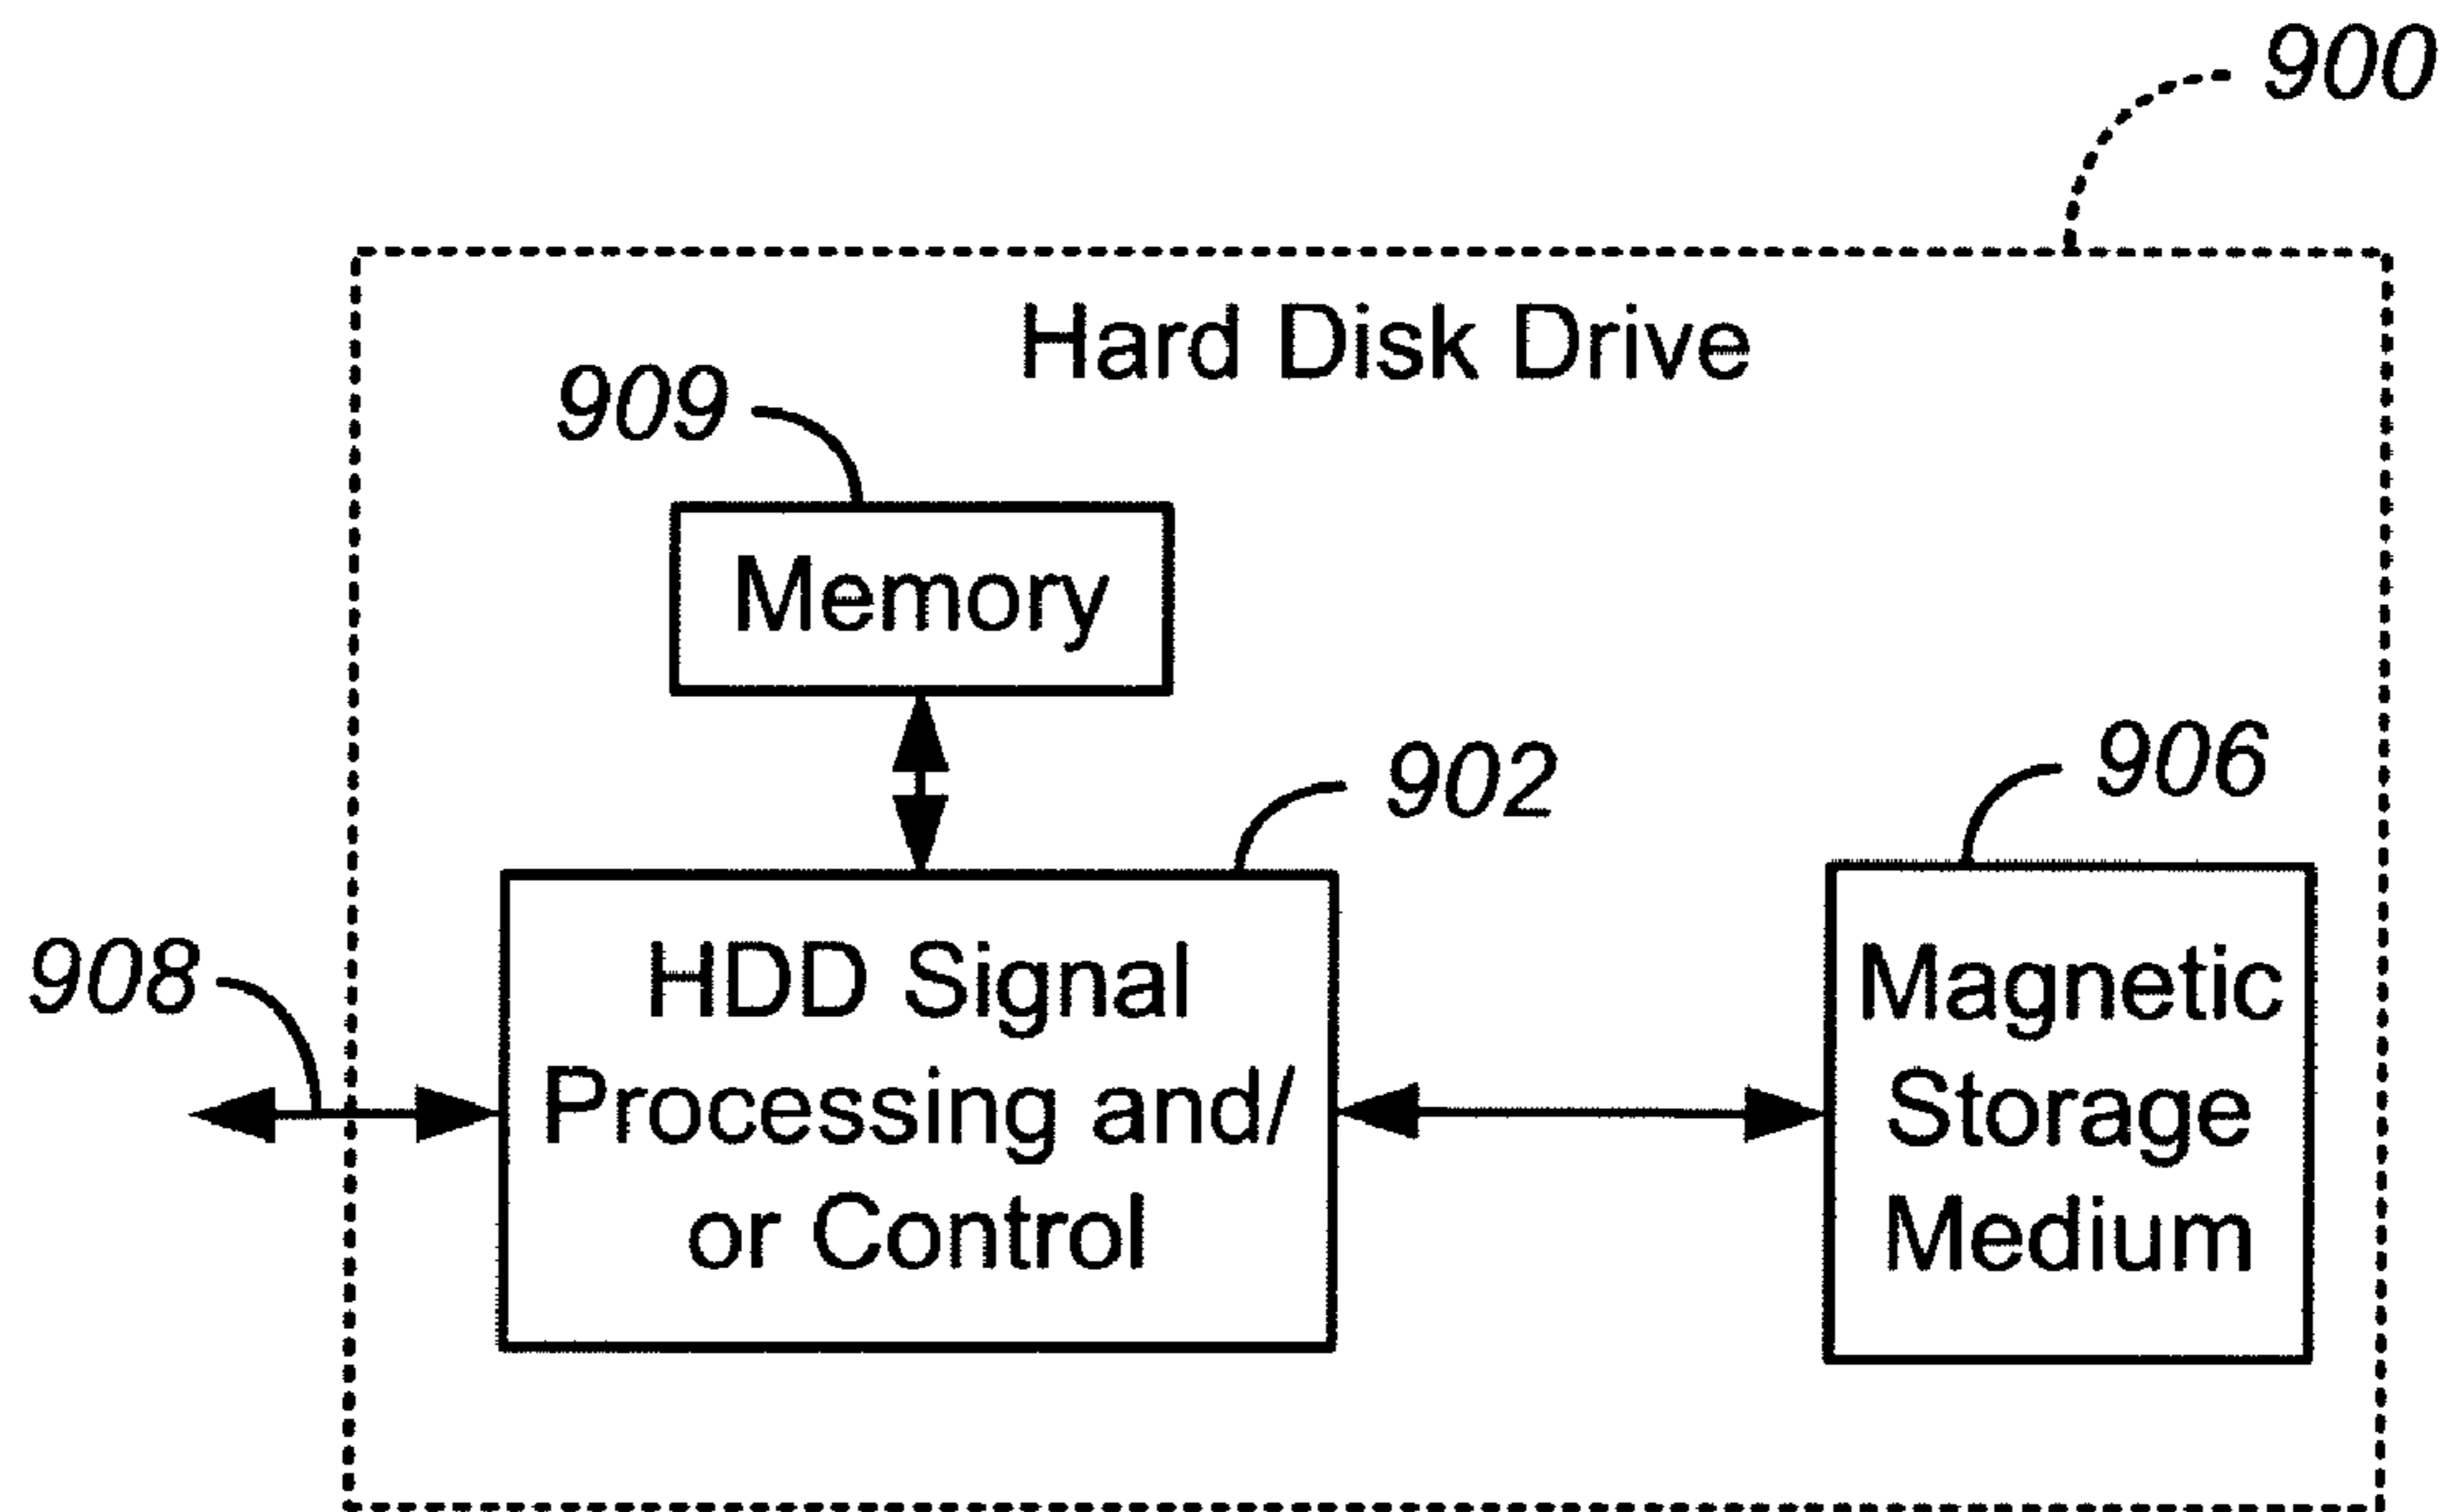 900
Hard Disk Drive
909
Memory
902
906
908
HDD Signal
Processing and/
or Control
Magnetic
Storage
Medium